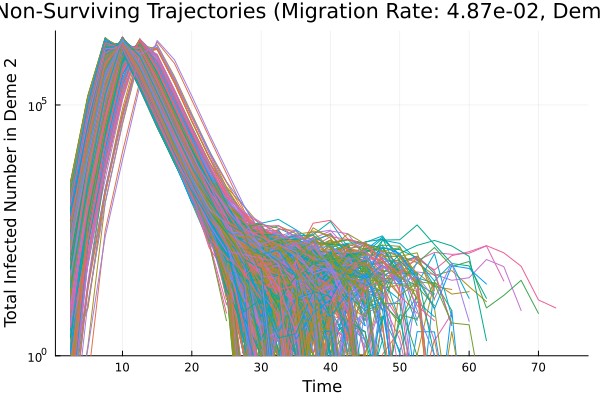 Non-Surviving Trajectories (Migration Rate: 4.87e-02, Dem
Total Infected Number in Deme 2
10^5
10^0
10 20 30 40 50 60 70
Time